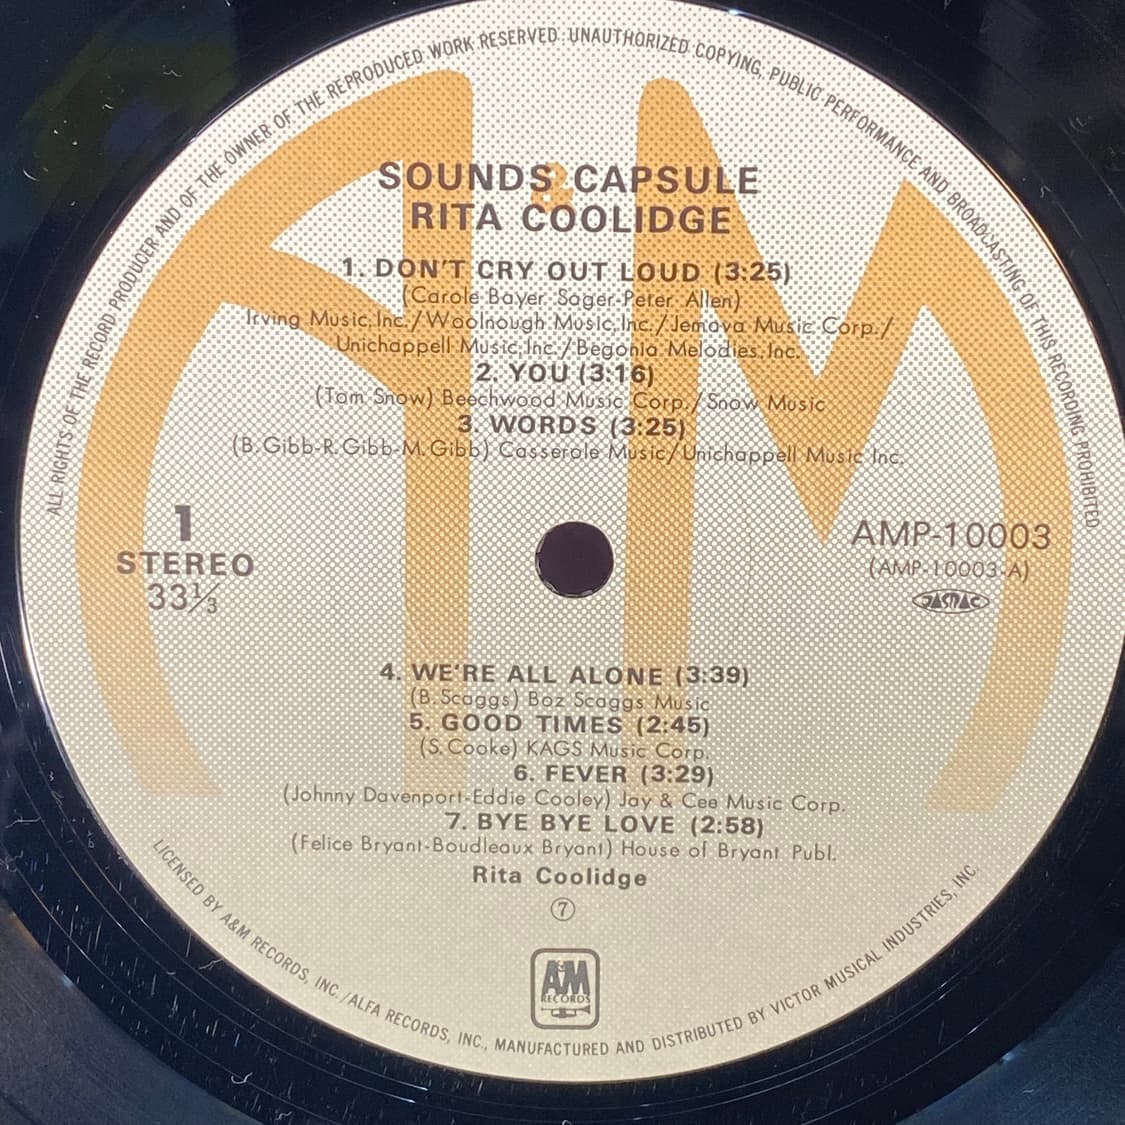 ALL RIGHTS OF THE RECORD PRODUCER AND OF THE OWNER OF THE REPRODUCED WORK RESERVED: UNAUTHORIZED COPYING, PUBLIC PERFORMANCE AND BROADCASTING OF THIS RECORDING PROHIBITED
SOUNDS CAPSULE
RITA COOLIDGE
1. DON'T CRY OUT LOUD (3:25)
(Carole Bayer Sager-Peter Allen)
Irving Music,Inc./Woolnough Music,Inc./Jemava Music Corp./
Unichappell Music,Inc./Begonia Melodies,Inc.
2. YOU (3:16)
(Tom Snow) Beechwood Music Corp./Snow Music
3. WORDS (3:25)
(B.Gibb-R.Gibb-M.Gibb) Casserole Music/Unichappell Music Inc.
1
STEREO
33⅓
AMP-10003
(AMP-10003-A)
JASRAC
4. WE'RE ALL ALONE (3:39)
(B.Scaggs) Boz Scaggs Music
5. GOOD TIMES (2:45)
(S.Cooke) KAGS Music Corp.
6. FEVER (3:29)
(Johnny Davenport-Eddie Cooley) Jay & Cee Music Corp.
7. BYE BYE LOVE (2:58)
(Felice Bryant-Boudleaux Bryant) House of Bryant Publ.
Rita Coolidge
⑦
A&M
RECORDS
LICENSED BY A&M RECORDS, INC./ALFA RECORDS, INC., MANUFACTURED AND DISTRIBUTED BY VICTOR MUSICAL INDUSTRIES, INC.